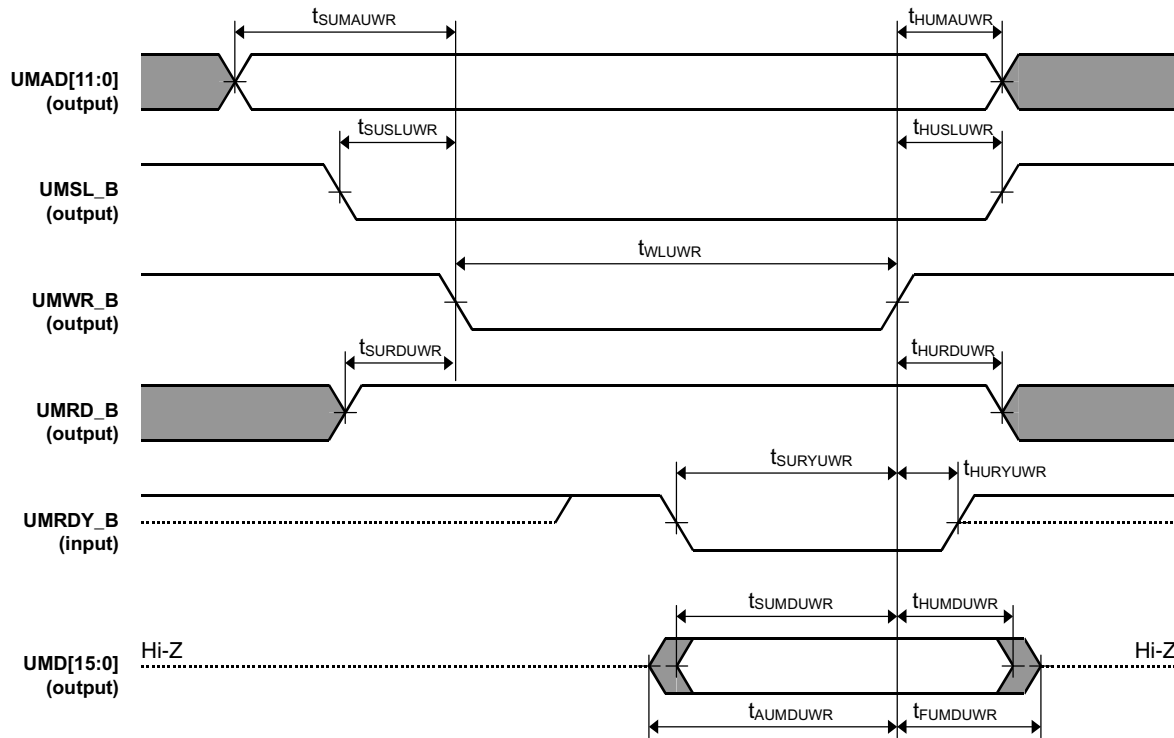 tSUMAUWR
tHUMAUWR
UMAD[11:0]
(output)
tSUSLUWR
tHUSLUWR
UMSL_B
(output)
tWLUWR
UMWR_B
(output)
tSURDUWR
tHURDUWR
UMRD_B
(output)
tSURYUWR
tHURYUWR
UMRDY_B
(input)
tSUMDUWR
tHUMDUWR
Hi-Z
Hi-Z
UMD[15:0]
(output)
tAUMDUWR
tFUMDUWR